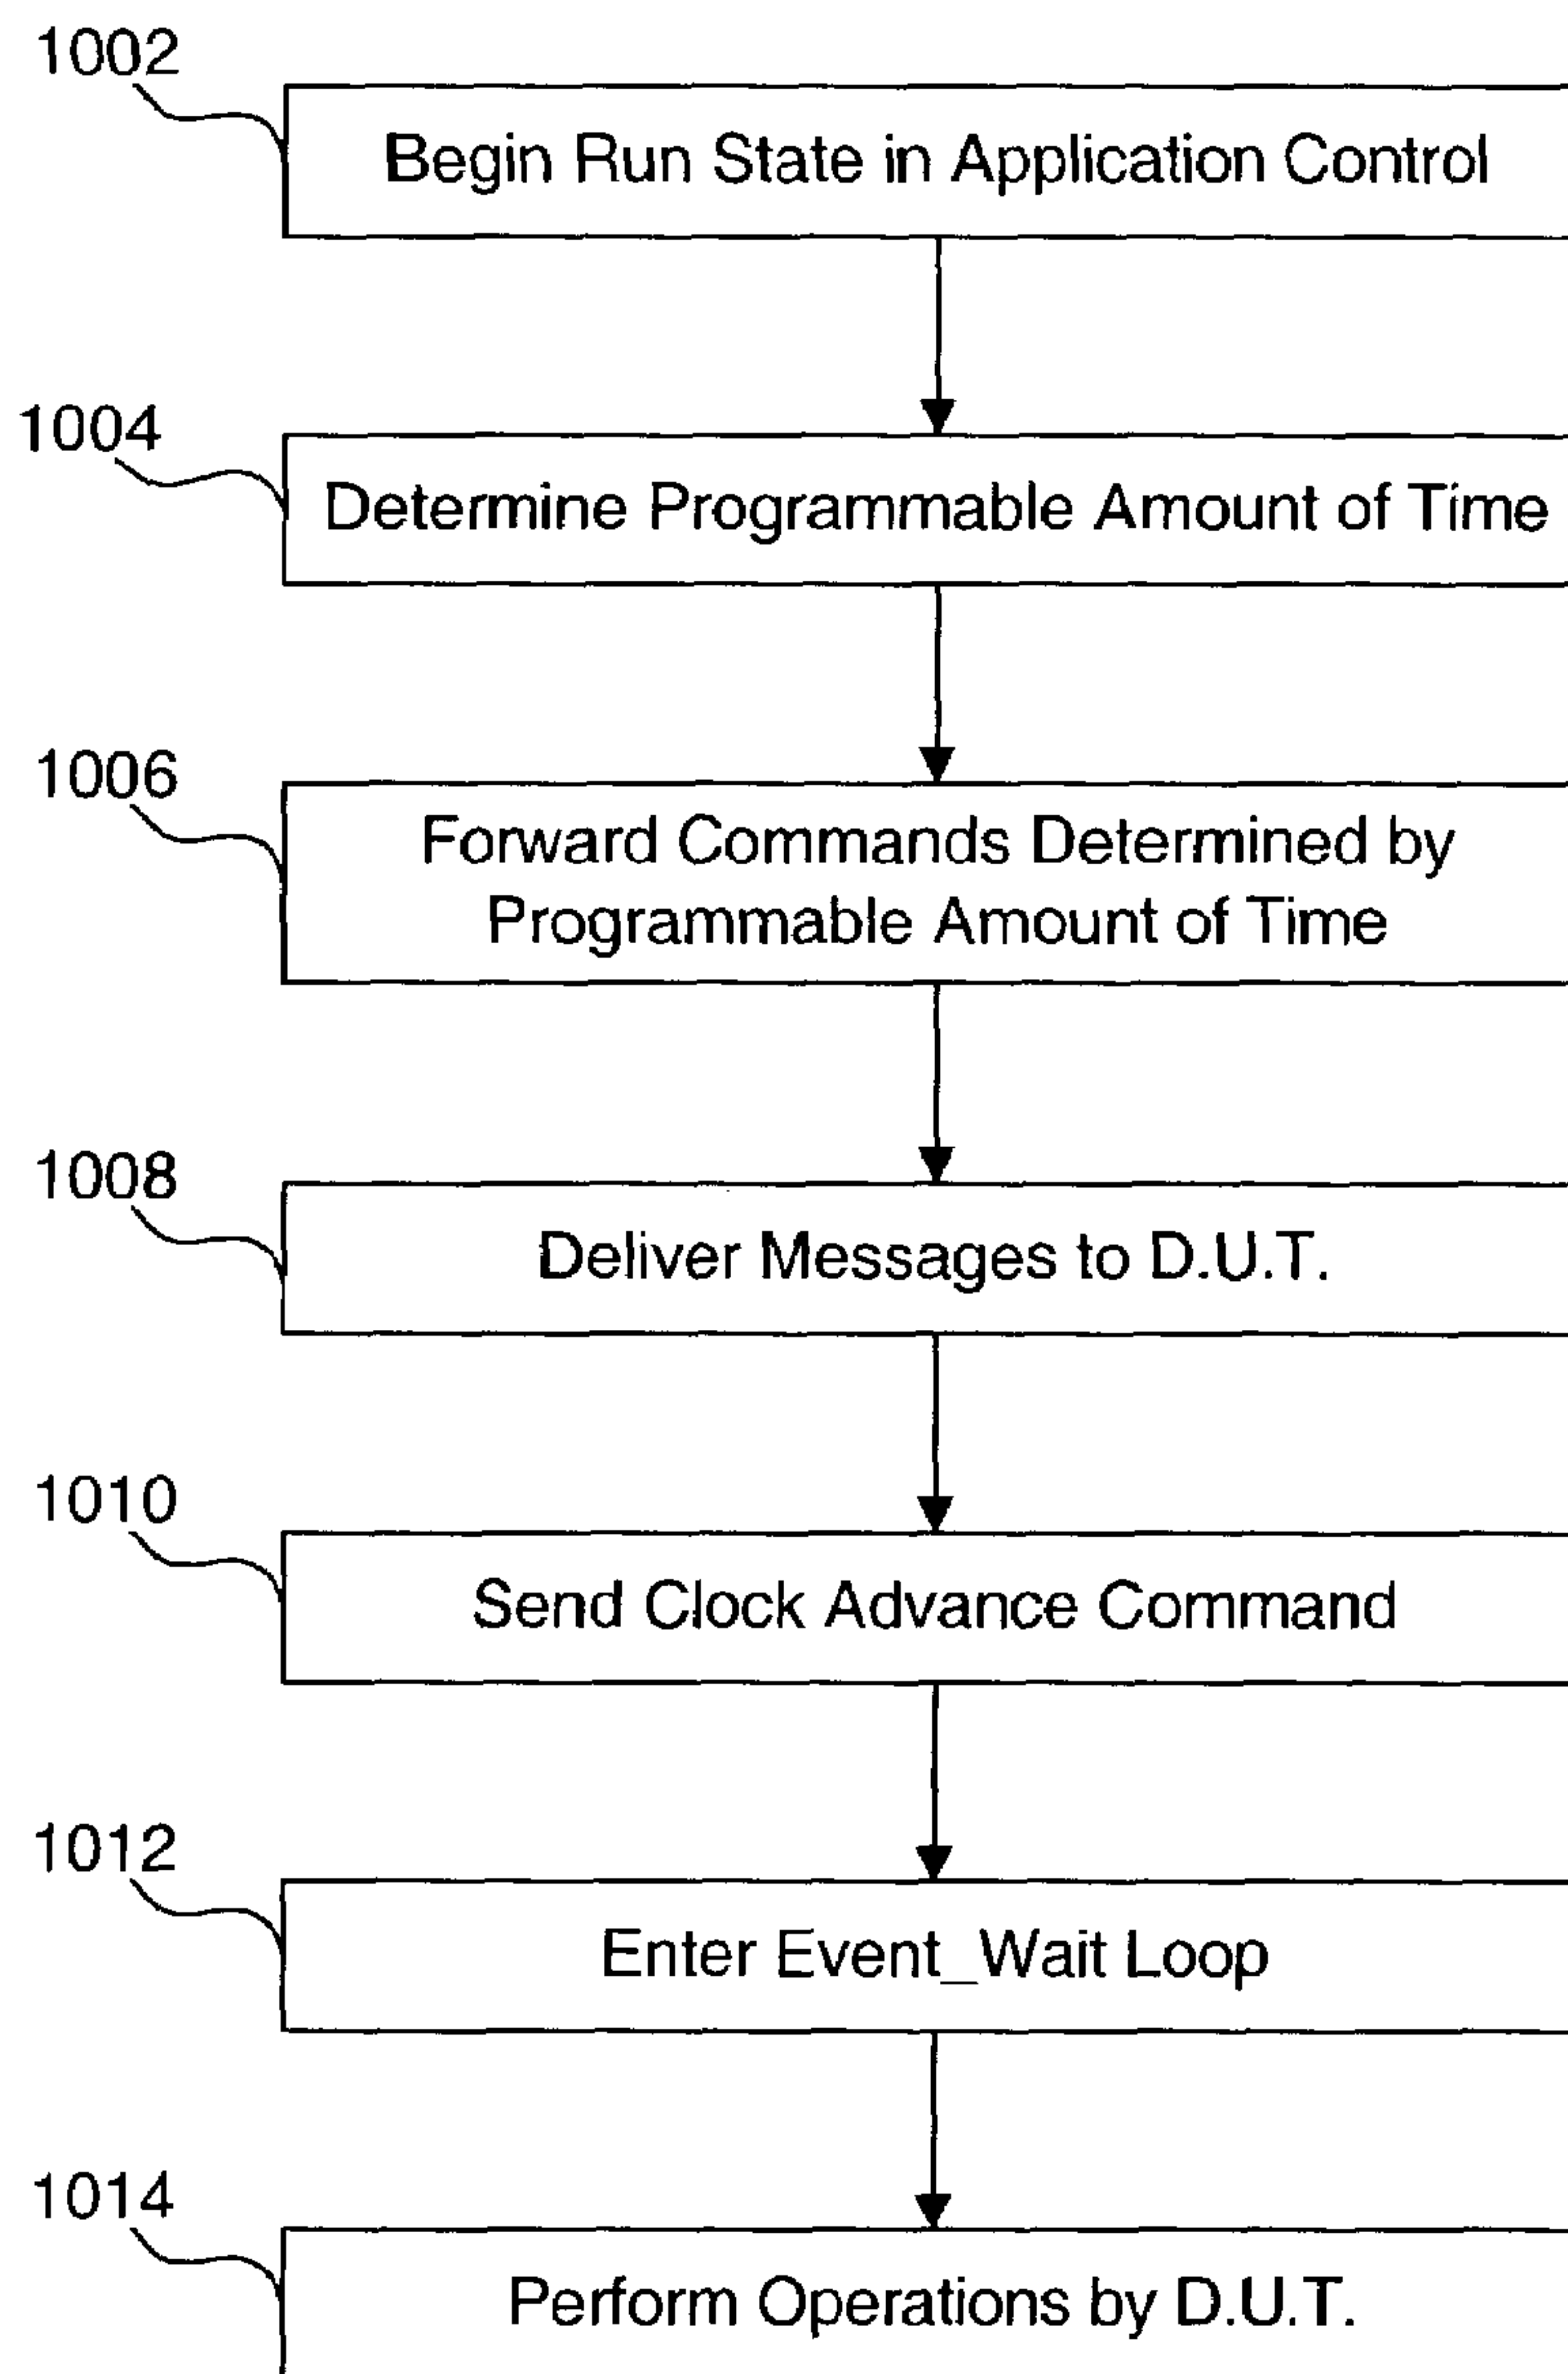 1002
Begin Run State in Application Control
1004
Determine Programmable Amount of Time
1006
Forward Commands Determined by
Programmable Amount of Time
1008
Deliver Messages to D.U.T.
1010
Send Clock Advance Command
1012
Enter Event_Wait Loop
1014
Perform Operations by D.U.T.